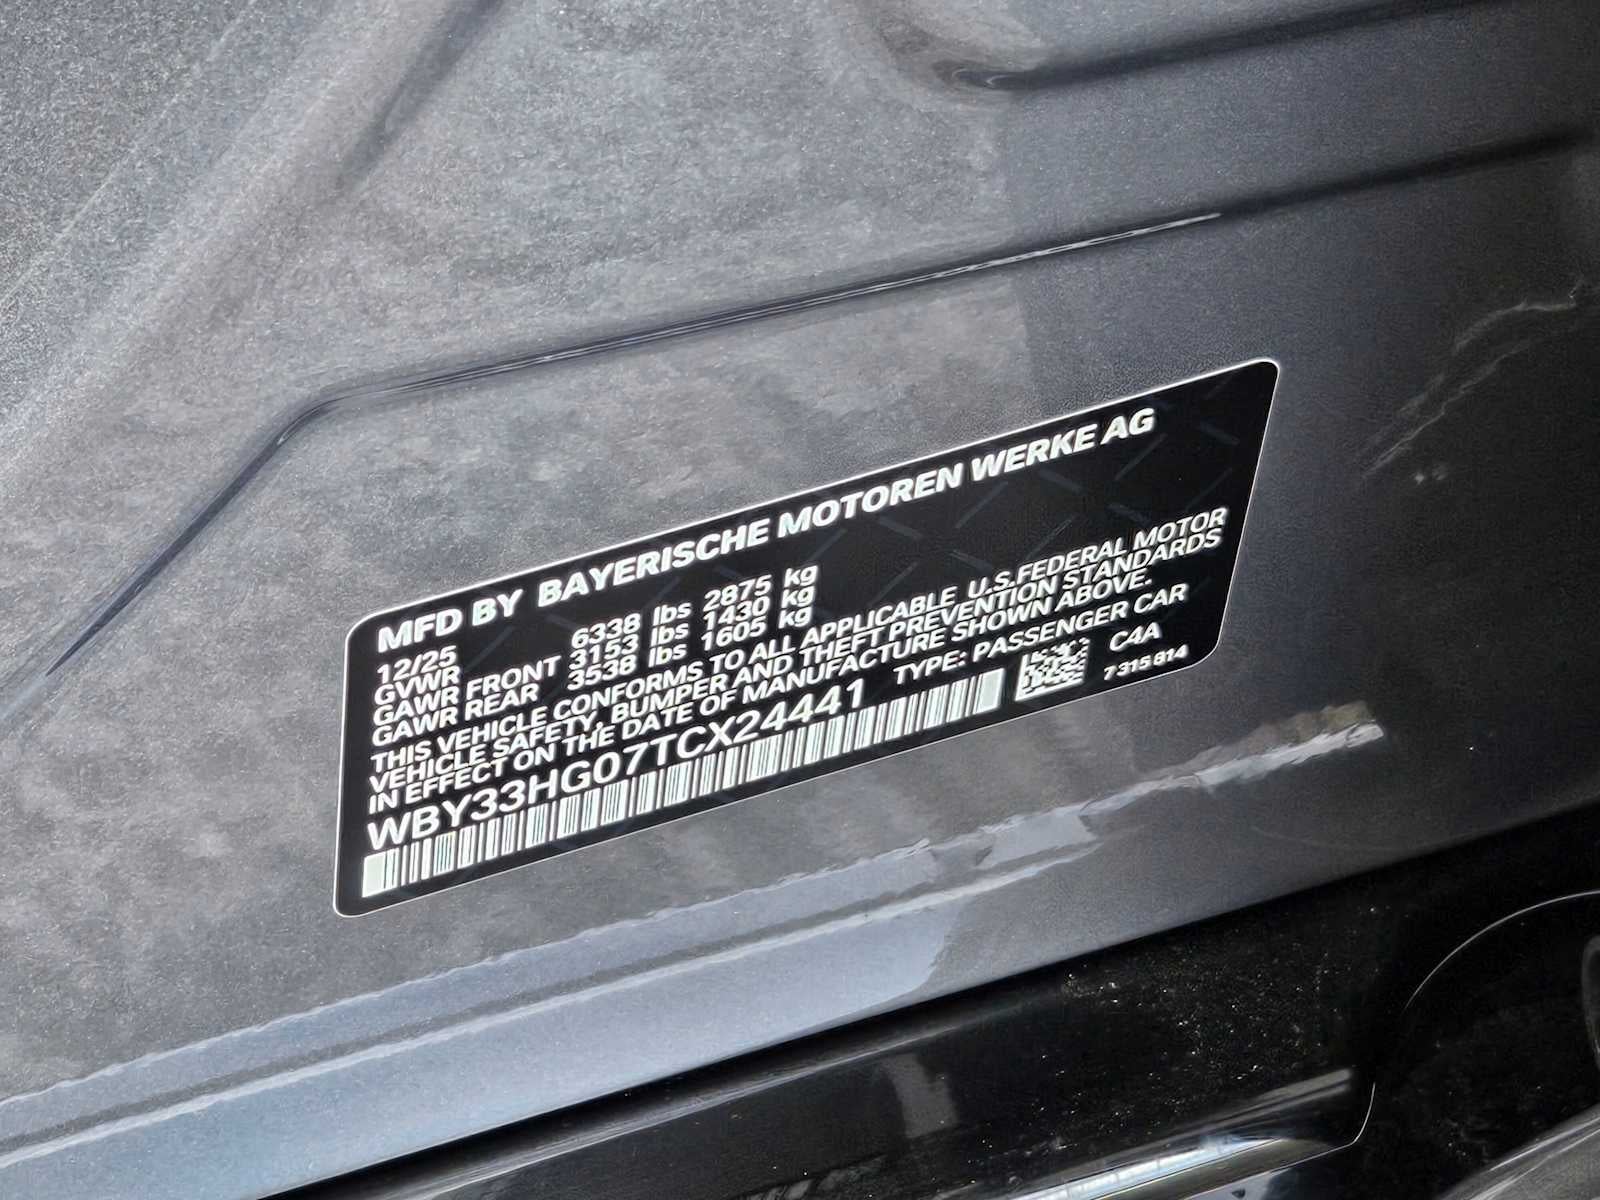 MFD BY BAYERISCHE MOTOREN WERKE AG
12/25
GVWR 6338 lbs 2875 kg
GAWR FRONT 3153 lbs 1430 kg
GAWR REAR 3538 lbs 1605 kg
THIS VEHICLE CONFORMS TO ALL APPLICABLE U.S.FEDERAL MOTOR
VEHICLE SAFETY, BUMPER AND THEFT PREVENTION STANDARDS
IN EFFECT ON THE DATE OF MANUFACTURE SHOWN ABOVE.
WBY33HG07TCX24441 TYPE: PASSENGER CAR
C4A
7 315 814